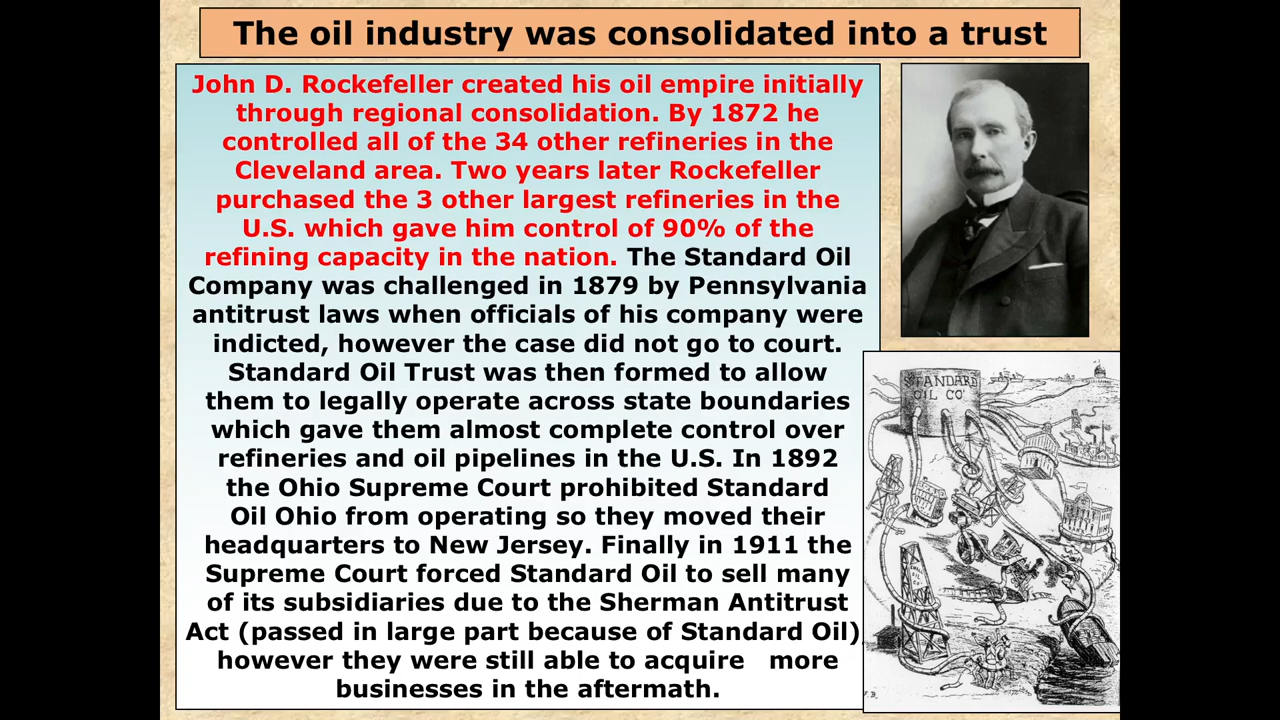 The oil industry was consolidated into a trust
John D. Rockefeller created his oil empire initially
through regional consolidation. By 1872 he
controlled all of the 34 other refineries in the
Cleveland area. Two years later Rockefeller
purchased the 3 other largest refineries in the
U.S. which gave him control of 90% of the
refining capacity in the nation. The Standard Oil
Company was challenged in 1879 by Pennsylvania
antitrust laws when officials of his company were
indicted, however the case did not go to court.
Standard Oil Trust was then formed to allow
them to legally operate across state boundaries
which gave them almost complete control over
refineries and oil pipelines in the U.S. In 1892
the Ohio Supreme Court prohibited Standard
Oil Ohio from operating so they moved their
headquarters to New Jersey. Finally in 1911 the
Supreme Court forced Standard Oil to sell many
of its subsidiaries due to the Sherman Antitrust
Act (passed in large part because of Standard Oil)
however they were still able to acquire more
businesses in the aftermath.
STANDARD
OIL CO